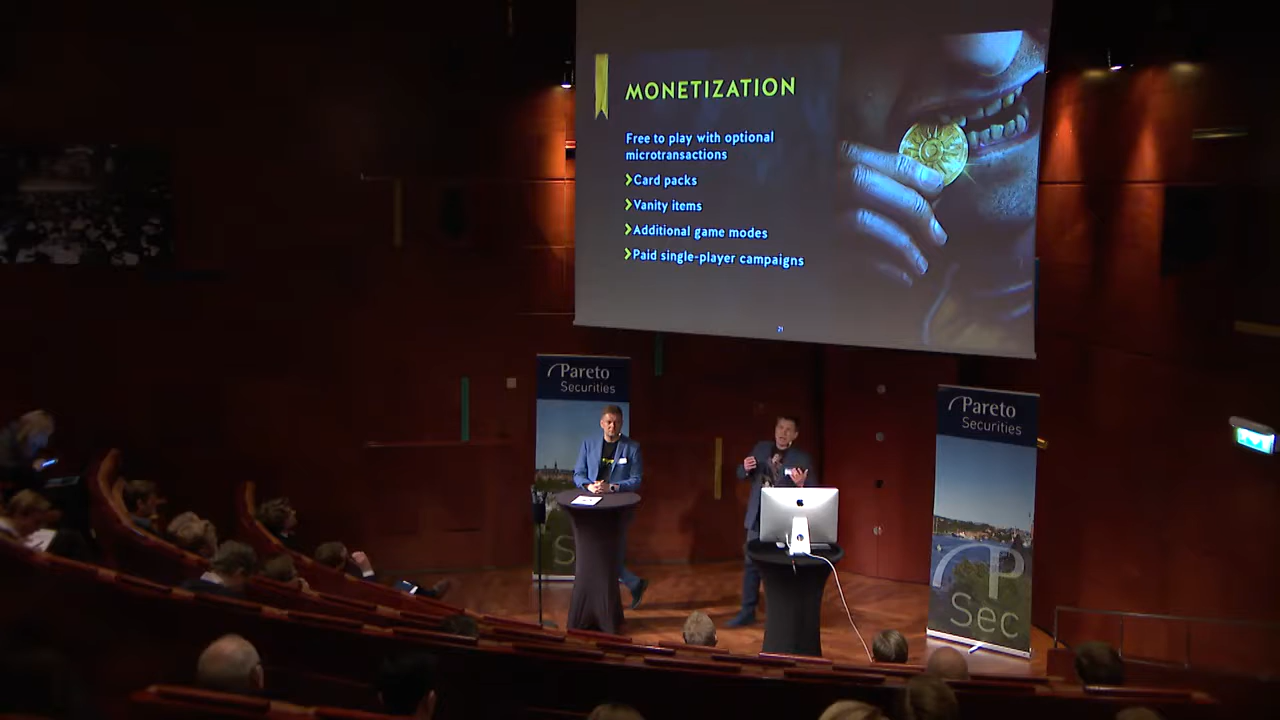 MONETIZATION
Free to play with optional
microtransactions
Card packs
Vanity items
Additional game modes
Paid single-player campaigns
21
Pareto
Securities
S
Pareto
Securities
P
Sec